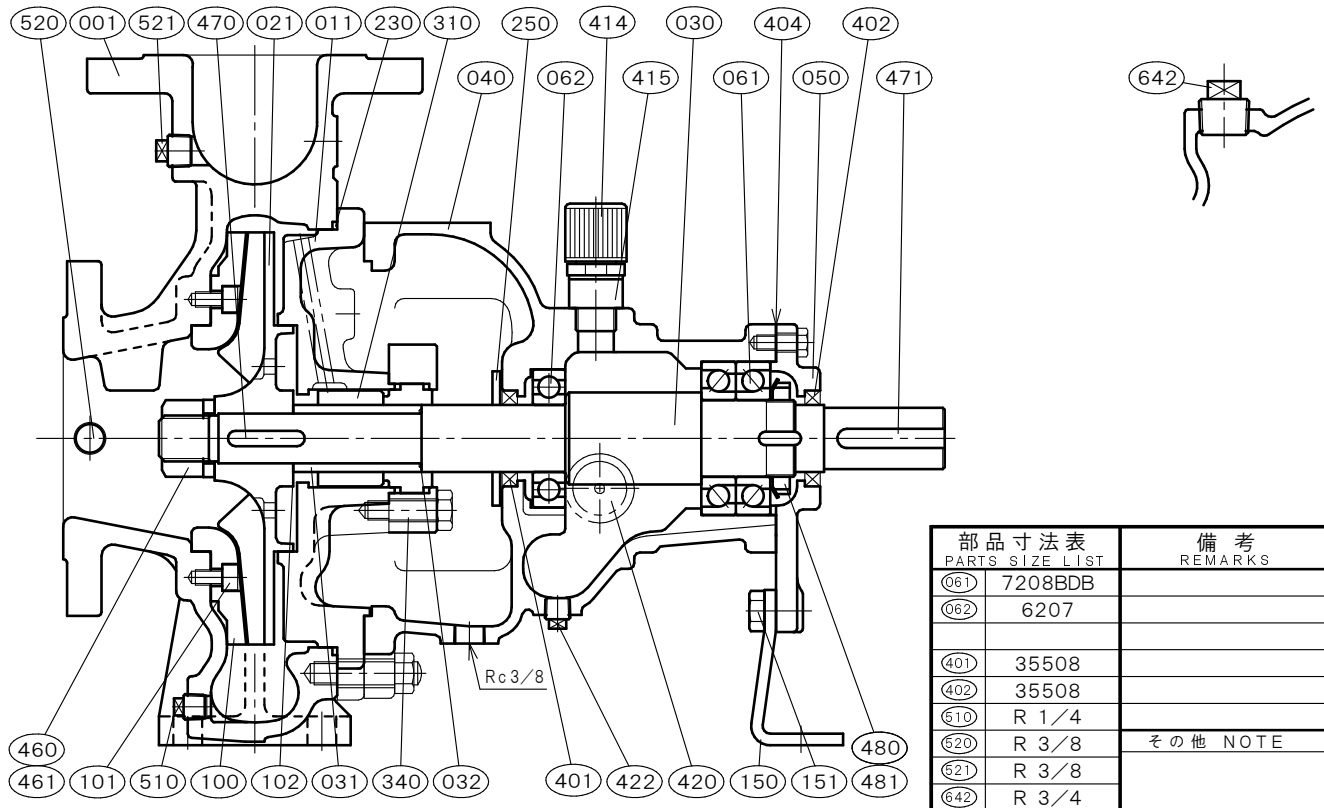 520 001 521 470 021 011 230 310 250 414 030 404 402
040 062 415 061 050 471 642
Rc3/8
460 480
461 101 510 100 102 031 340 032 401 422 420 150 151 481
部品寸法表 備考
PARTS SIZE LIST REMARKS
061 7208BDB
062 6207
401 35508
402 35508
510 R 1/4
520 R 3/8 その他 NOTE
521 R 3/8
642 R 3/4